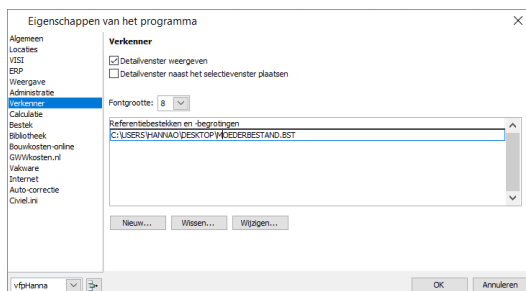 Eigenschappen van het programma
Algemeen
Locaties
VISI
ERP
Weergave
Administratie
Verkenner
Calculatie
Bestek
Bibliotheek
Bouwkosten-online
GWWkosten.nl
Vakware
Internet
Auto-correctie
Civiel.ini
Verkenner
Detailvenster weergeven
Detailvenster naast het selectievenster plaatsen
Fontgrootte: 8
Referentiebestekken en -begrotingen
C:\USERS\HANNAO\DESKTOP\MOEDERBESTAND.BST
Nieuw... Wissen... Wijzigen...
vfpHanna OK Annuleren